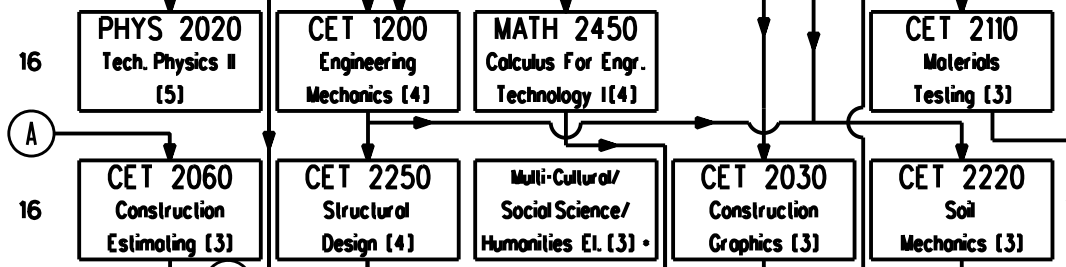 PHYS 2020
Tech. Physics II
(5)
CET 1200
Engineering
Mechanics (4)
MATH 2450
Calculus For Engr.
Technology I(4)
CET 2110
Materials
Testing (3)
16
A
CET 2060
Construction
Estimating (3)
CET 2250
Structural
Design (4)
Multi-Cultural/
Social Science/
Humanities El. (3) *
CET 2030
Construction
Graphics (3)
CET 2220
Soil
Mechanics (3)
16